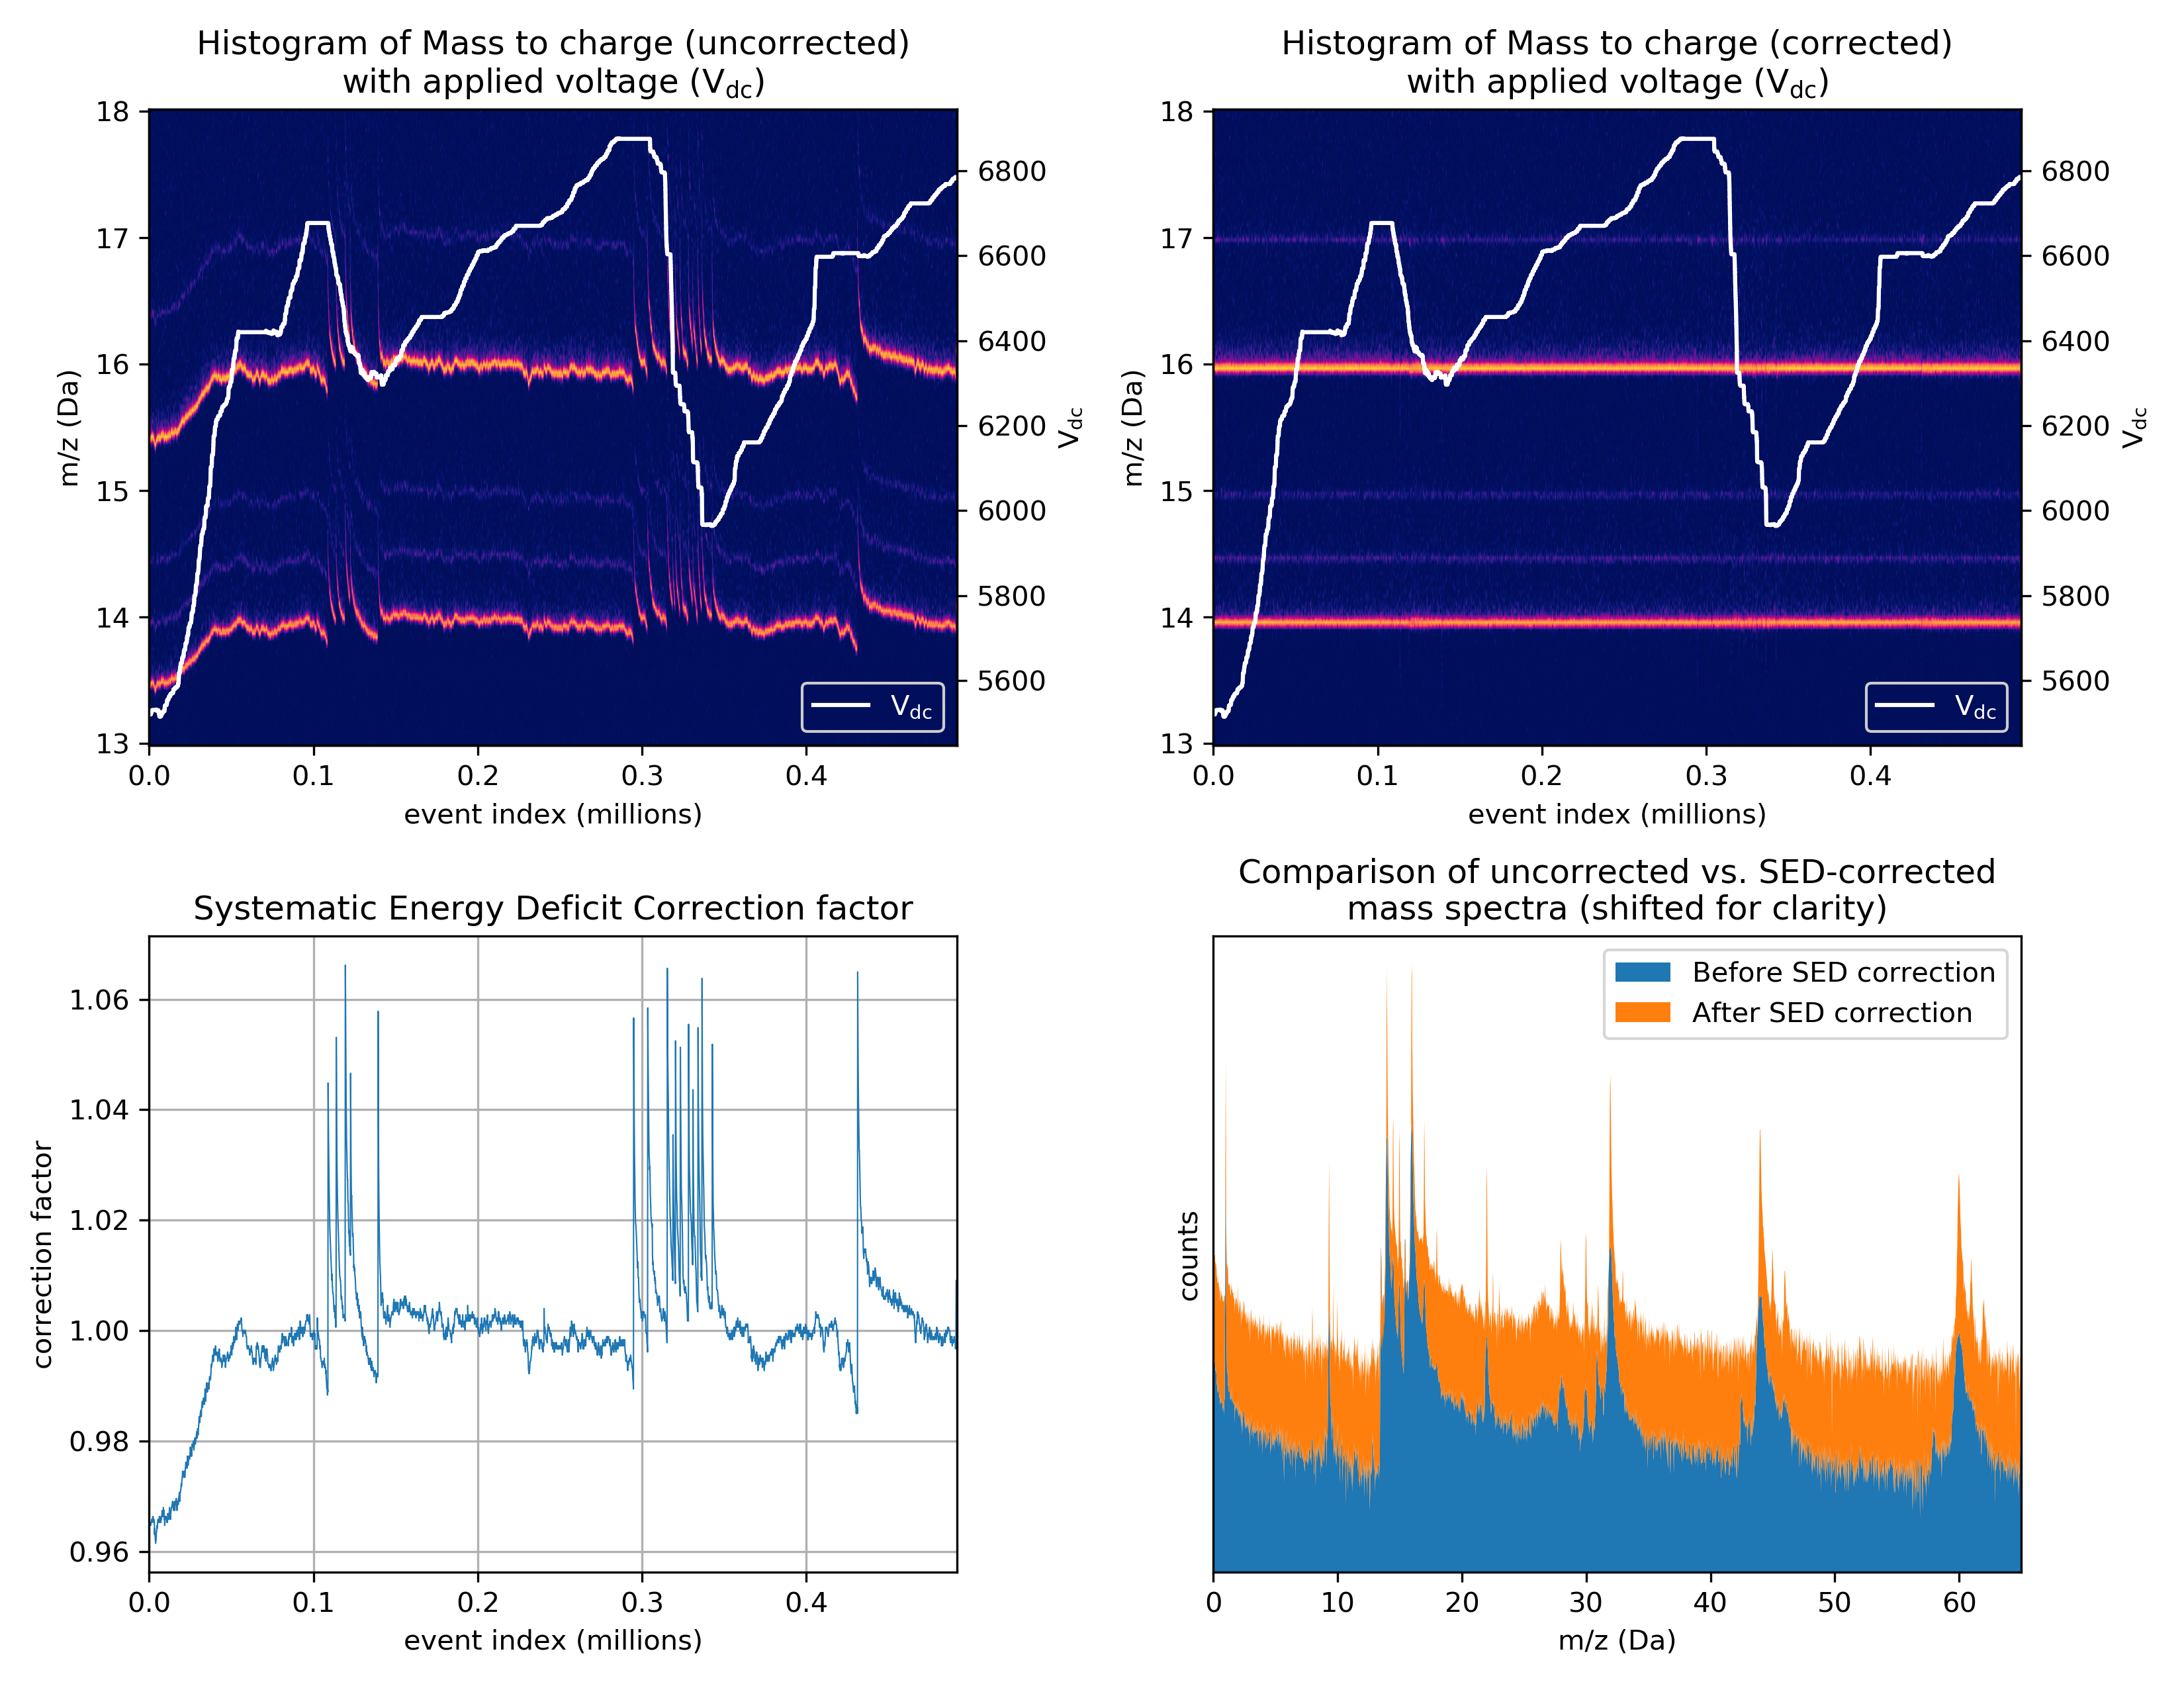 Histogram of Mass to charge (uncorrected)
with applied voltage (Vdc)
18
17
16
15
14
13
m/z (Da)
6800
6600
6400
6200
6000
5800
5600
Vdc
Vdc
0.0 0.1 0.2 0.3 0.4
event index (millions)
Histogram of Mass to charge (corrected)
with applied voltage (Vdc)
18
17
16
15
14
13
m/z (Da)
6800
6600
6400
6200
6000
5800
5600
Vdc
Vdc
0.0 0.1 0.2 0.3 0.4
event index (millions)
Systematic Energy Deficit Correction factor
1.06
1.04
1.02
1.00
0.98
0.96
correction factor
0.0 0.1 0.2 0.3 0.4
event index (millions)
Comparison of uncorrected vs. SED-corrected
mass spectra (shifted for clarity)
Before SED correction
After SED correction
counts
0 10 20 30 40 50 60
m/z (Da)